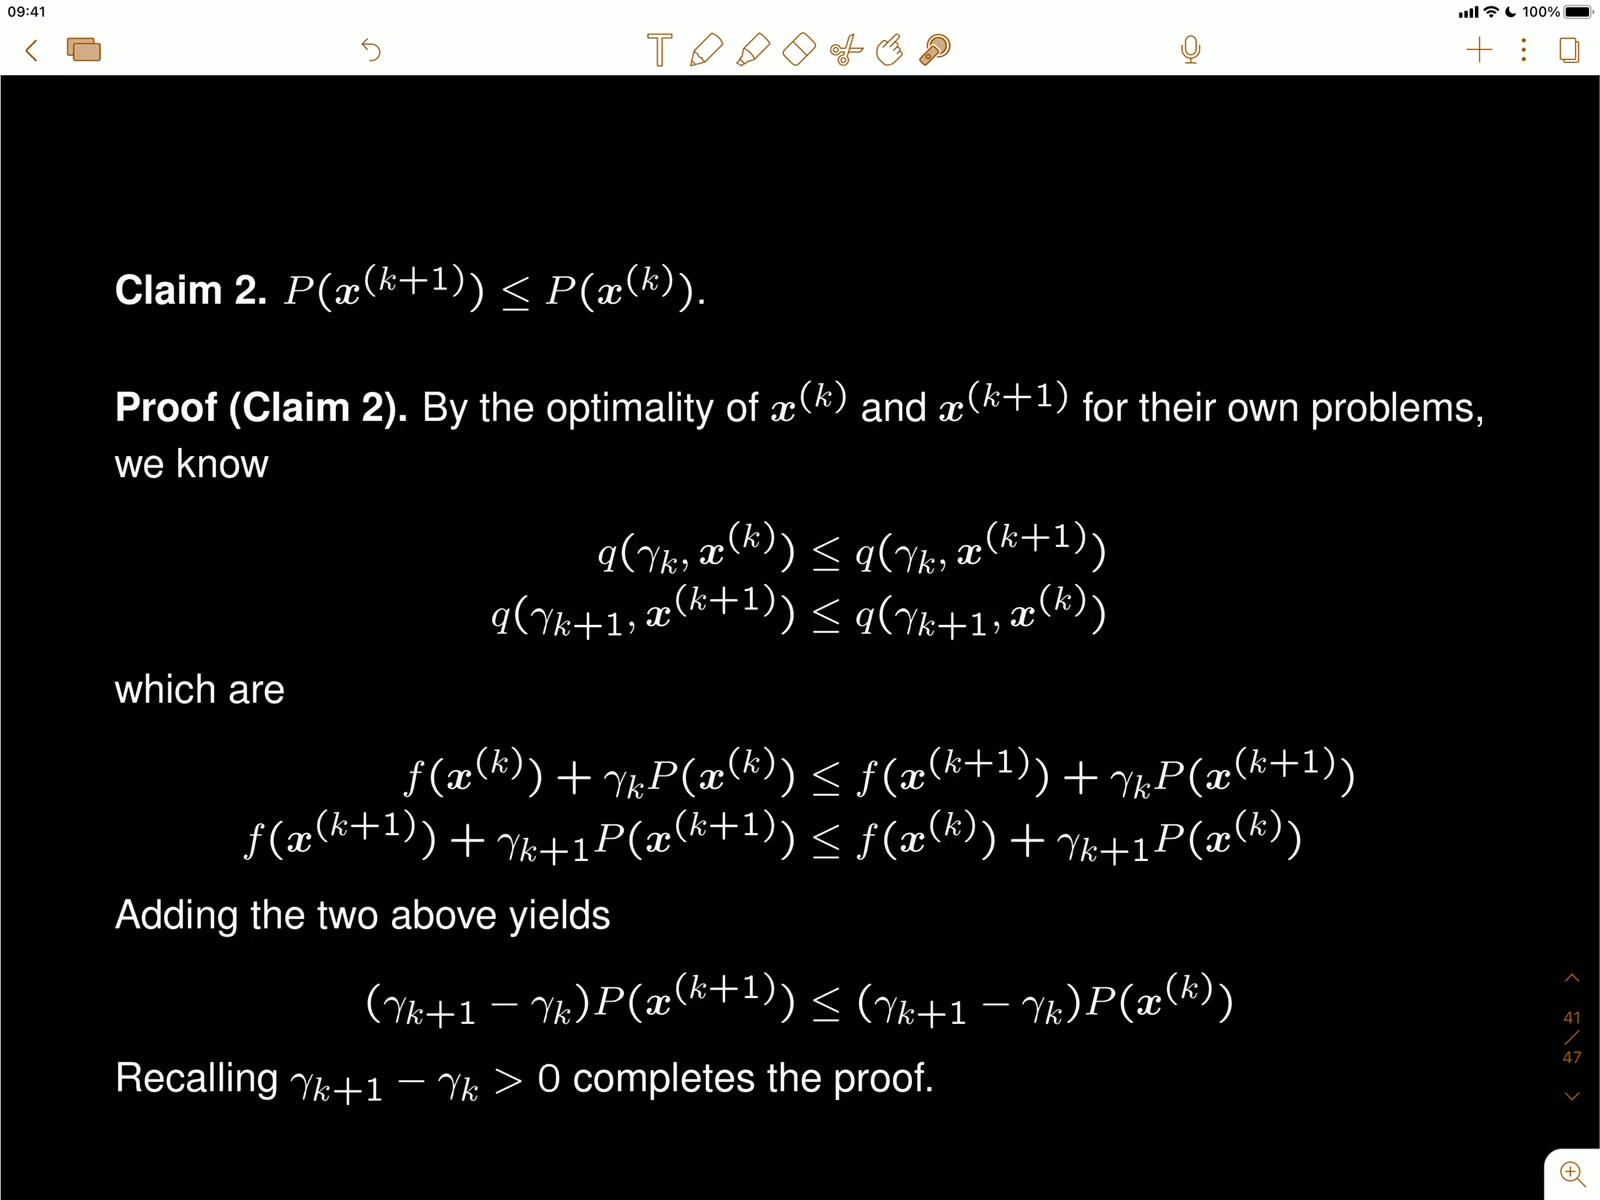 09:41
100%
T
Claim 2. P(x^(k+1)) ≤ P(x^(k)).
Proof (Claim 2). By the optimality of x^(k) and x^(k+1) for their own problems,
we know
q(γ_k, x^(k)) ≤ q(γ_k, x^(k+1))
q(γ_{k+1}, x^(k+1)) ≤ q(γ_{k+1}, x^(k))
which are
f(x^(k)) + γ_k P(x^(k)) ≤ f(x^(k+1)) + γ_k P(x^(k+1))
f(x^(k+1)) + γ_{k+1} P(x^(k+1)) ≤ f(x^(k)) + γ_{k+1} P(x^(k))
Adding the two above yields
(γ_{k+1} − γ_k)P(x^(k+1)) ≤ (γ_{k+1} − γ_k)P(x^(k))
Recalling γ_{k+1} − γ_k > 0 completes the proof.
41
/
47